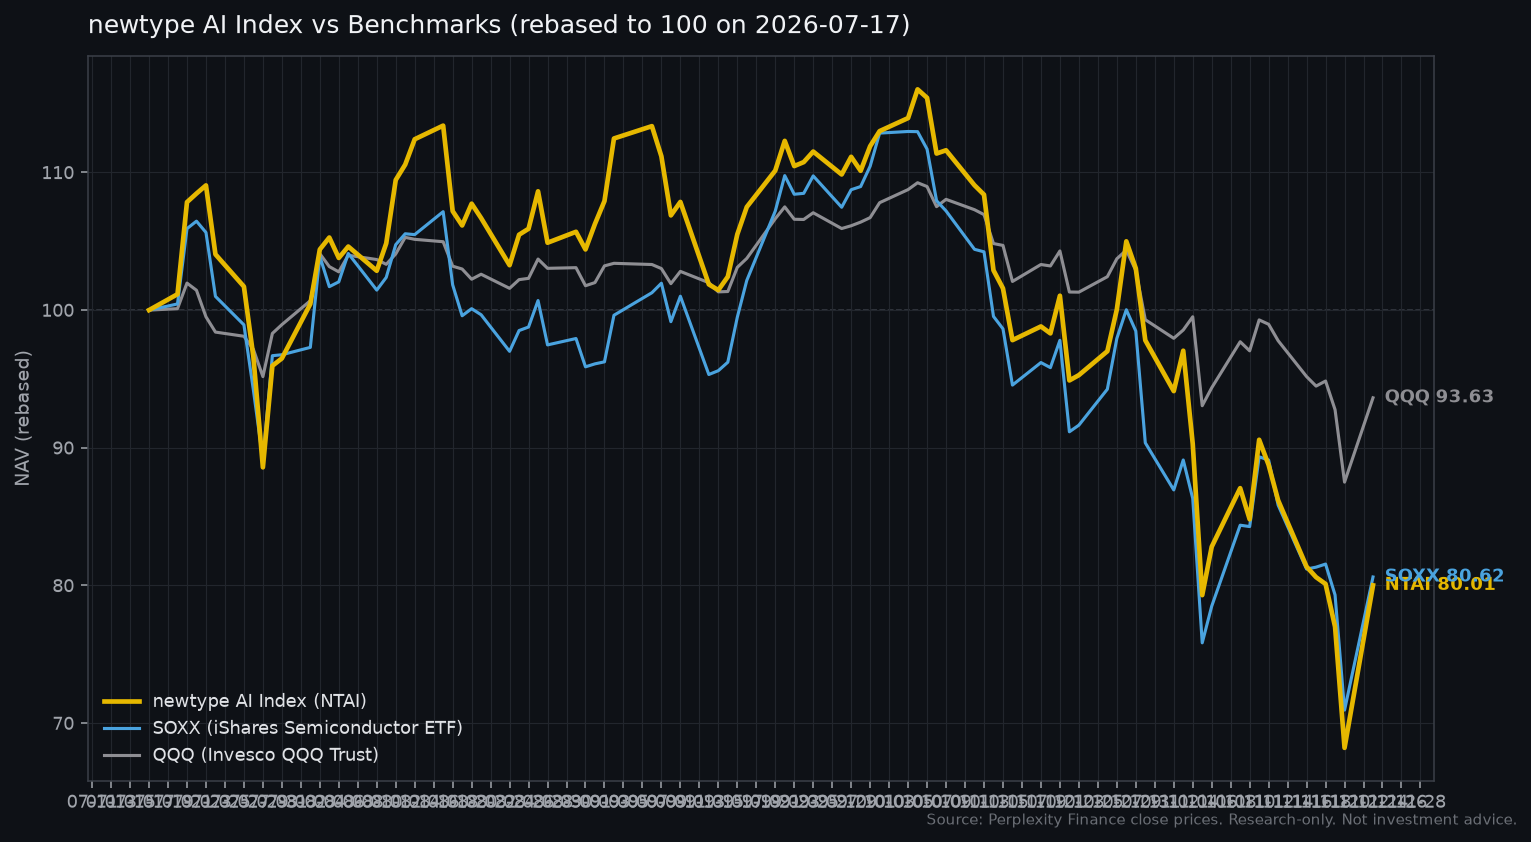 newtype AI Index vs Benchmarks (rebased to 100 on 2026-07-17)
NAV (rebased)
110
100
90
80
70
QQQ 93.63
SOXX 80.62
NTAI 80.01
newtype AI Index (NTAI)
SOXX (iShares Semiconductor ETF)
QQQ (Invesco QQQ Trust)
Source: Perplexity Finance close prices. Research-only. Not investment advice.